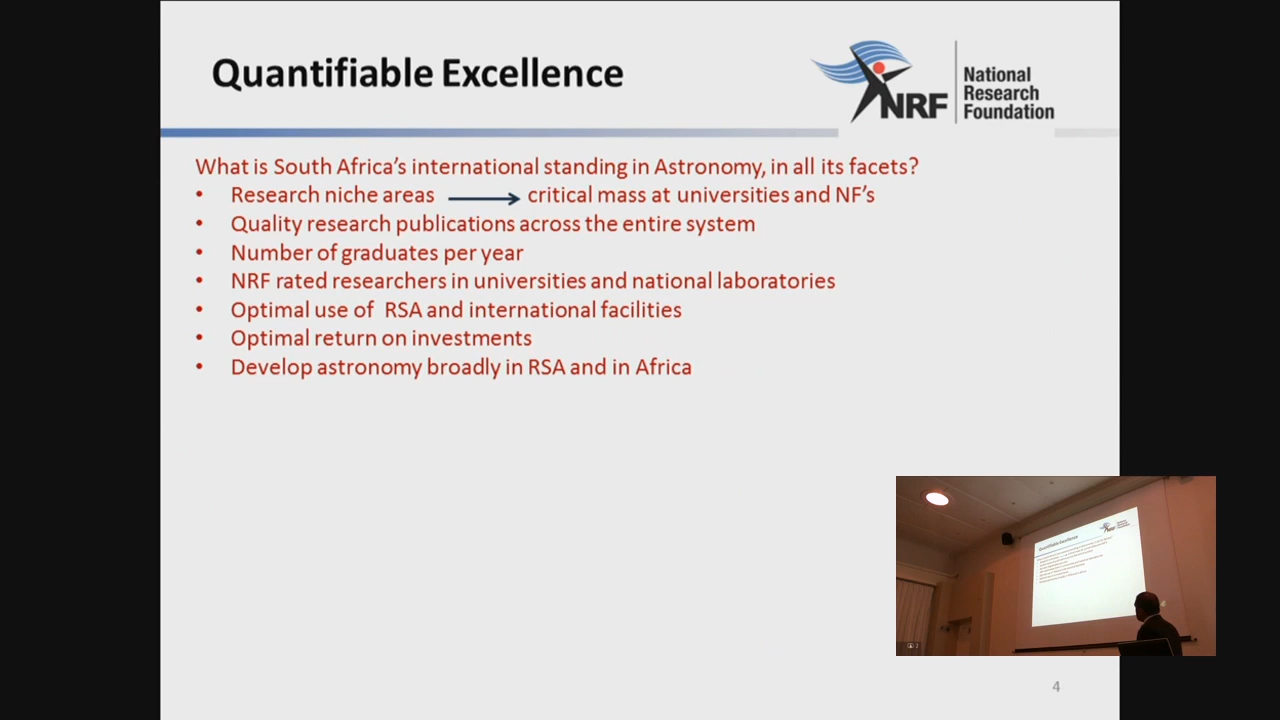 Quantifiable Excellence
NRF
National
Research
Foundation
What is South Africa's international standing in Astronomy, in all its facets?
• Research niche areas → critical mass at universities and NF's
• Quality research publications across the entire system
• Number of graduates per year
• NRF rated researchers in universities and national laboratories
• Optimal use of  RSA and international facilities
• Optimal return on investments
• Develop astronomy broadly in RSA and in Africa
Quantifiable Excellence
4